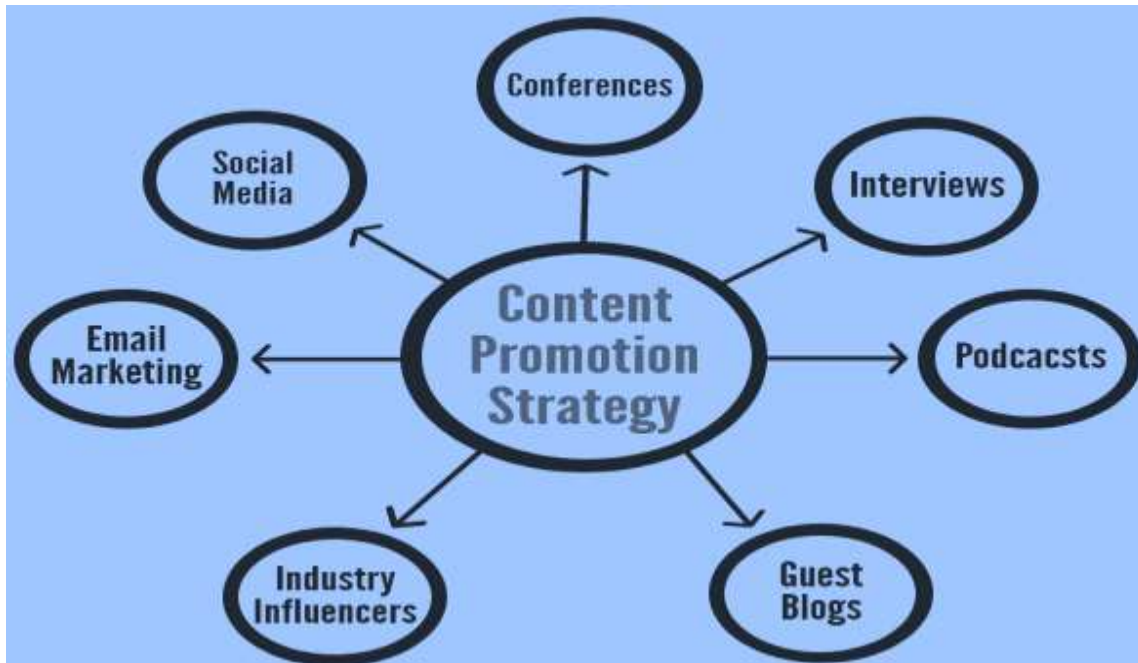 Conferences
Social
Media
Interviews
Content
Promotion
Strategy
Email
Marketing
Podcacsts
Industry
Influencers
Guest
Blogs